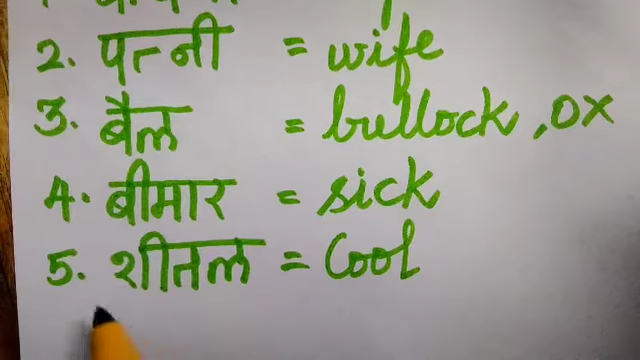 2. पत्नी = wife
3. बैल = bullock, ox
4. बीमार = sick
5. शीतल = Cool